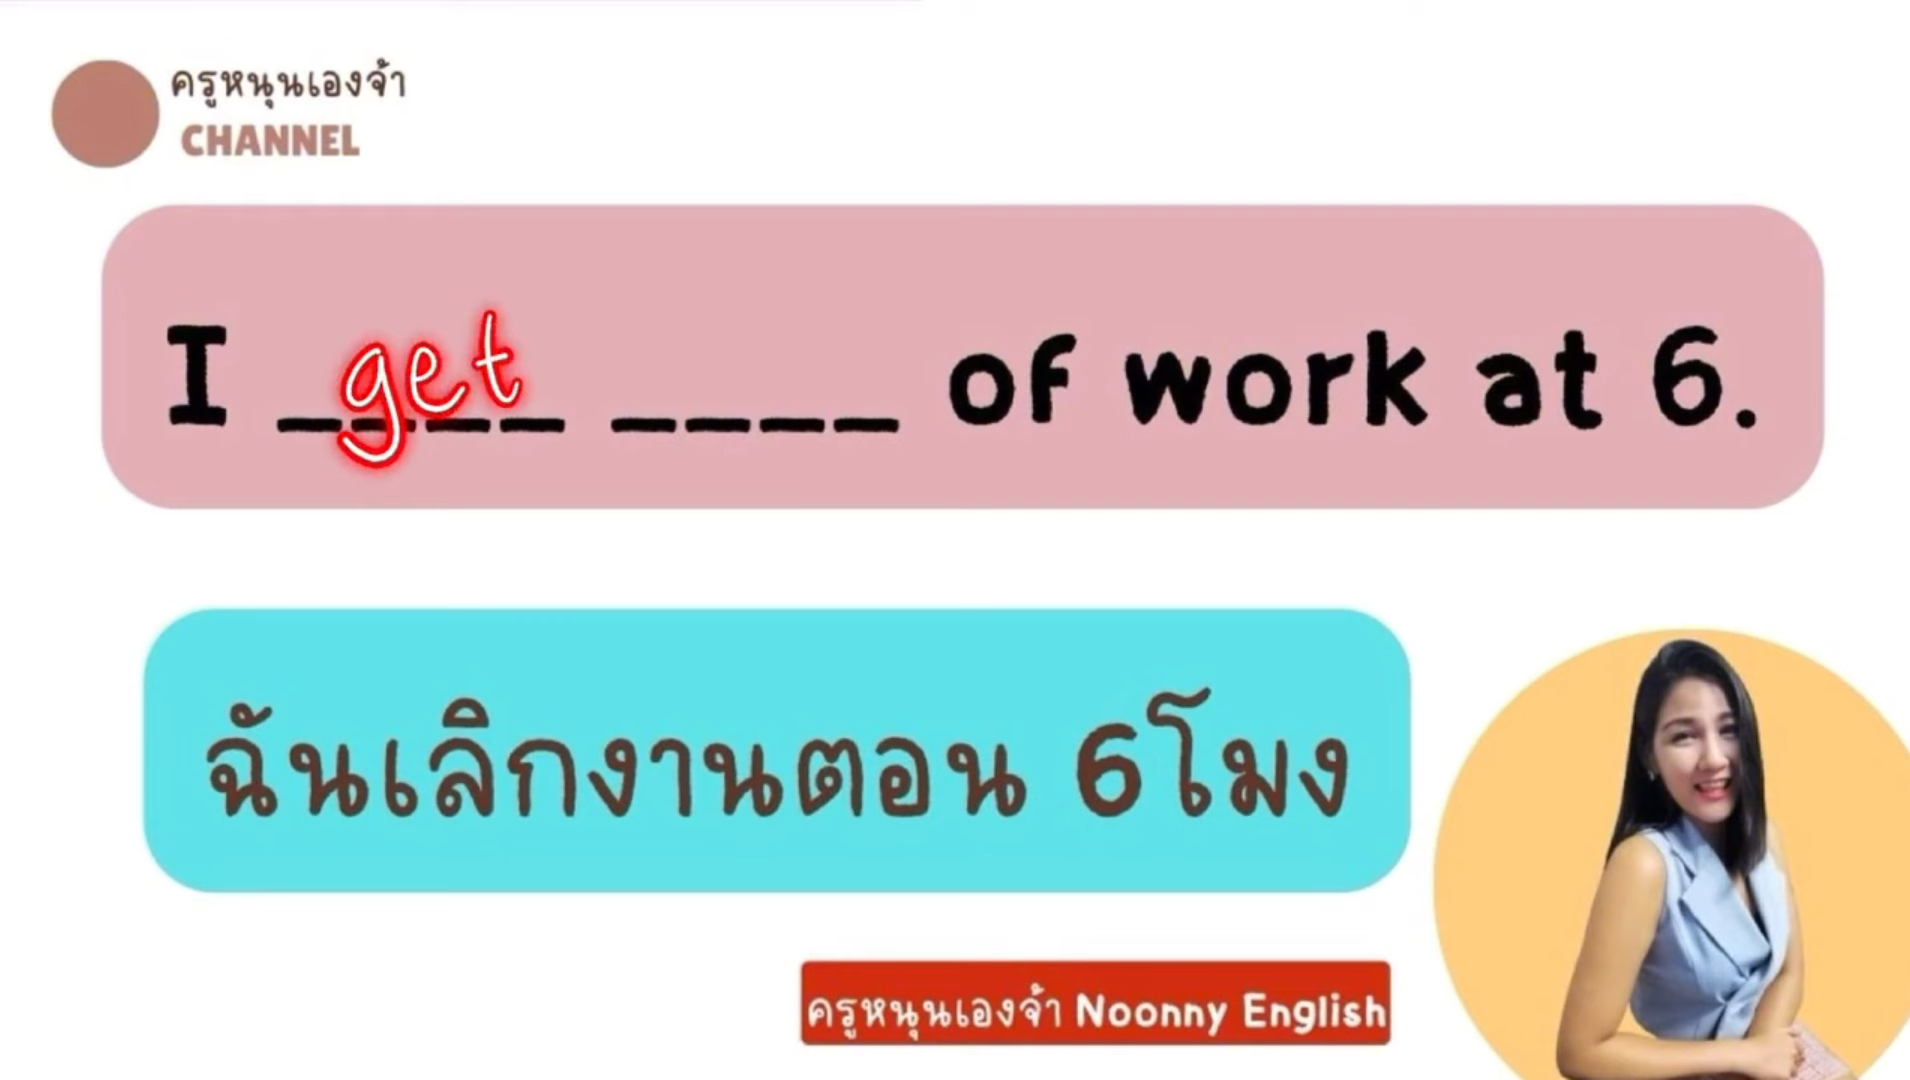 ครูหนุนเองจ้า
CHANNEL
I get ____ of work at 6.
ฉันเลิกงานตอน 6โมง
ครูหนุนเองจ้า Noonny English